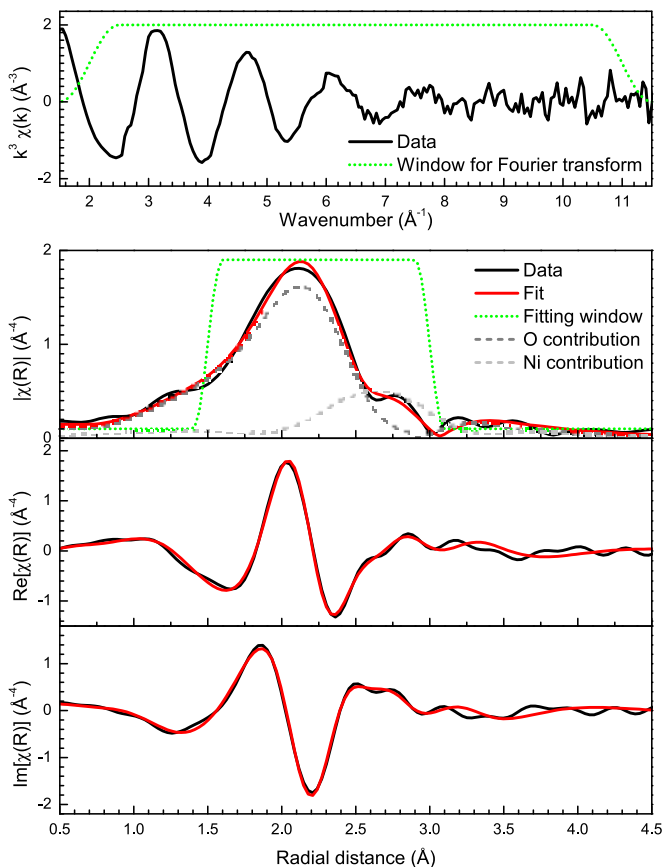 k³ χ(k) (Å⁻³)
2
0
-2
Data
Window for Fourier transform
2 3 4 5 6 7 8 9 10 11
Wavenumber (Å⁻¹)
|χ(R)| (Å⁻⁴)
2
1
0
Data
Fit
Fitting window
O contribution
Ni contribution
Re[χ(R)] (Å⁻⁴)
2
1
0
-1
Im[χ(R)] (Å⁻⁴)
1
0
-1
-2
0.5 1.0 1.5 2.0 2.5 3.0 3.5 4.0 4.5
Radial distance (Å)